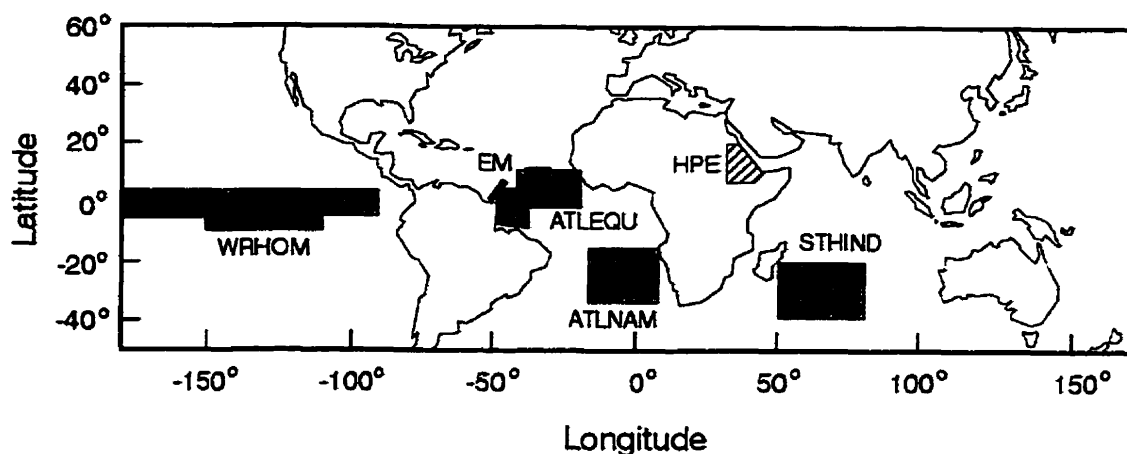 60°
40°
20°
0°
-20°
-40°
Latitude
EM
HPE
ATLEQU
WRHOM
STHIND
ATLNAM
-150° -100° -50° 0° 50° 100° 150°
Longitude